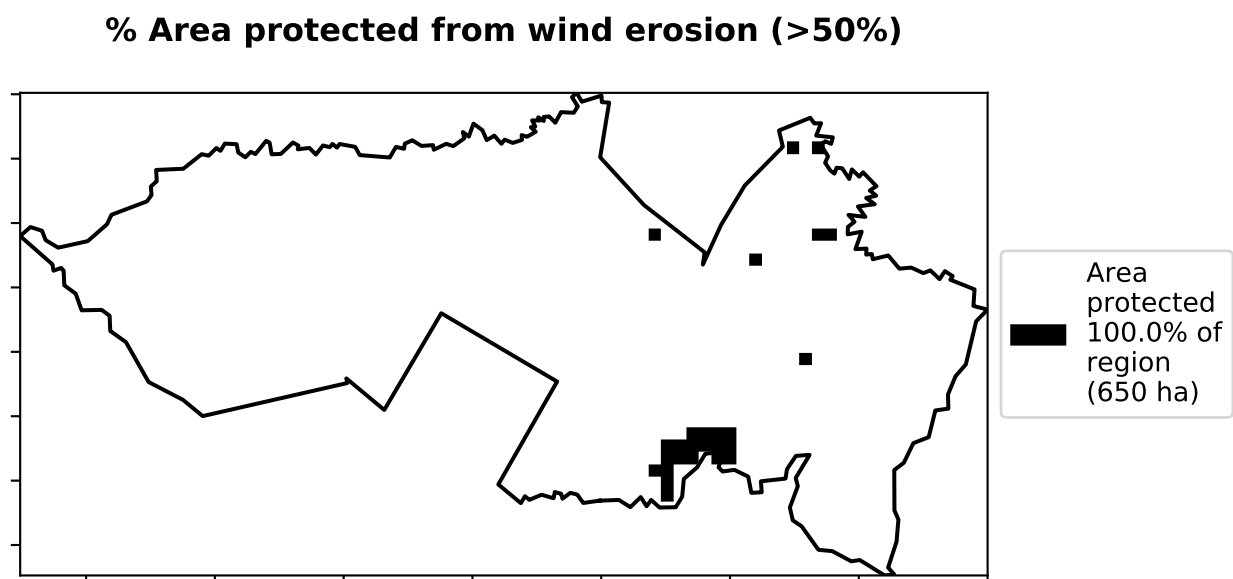 % Area protected from wind erosion (>50%)
Area
protected
100.0% of
region
(650 ha)